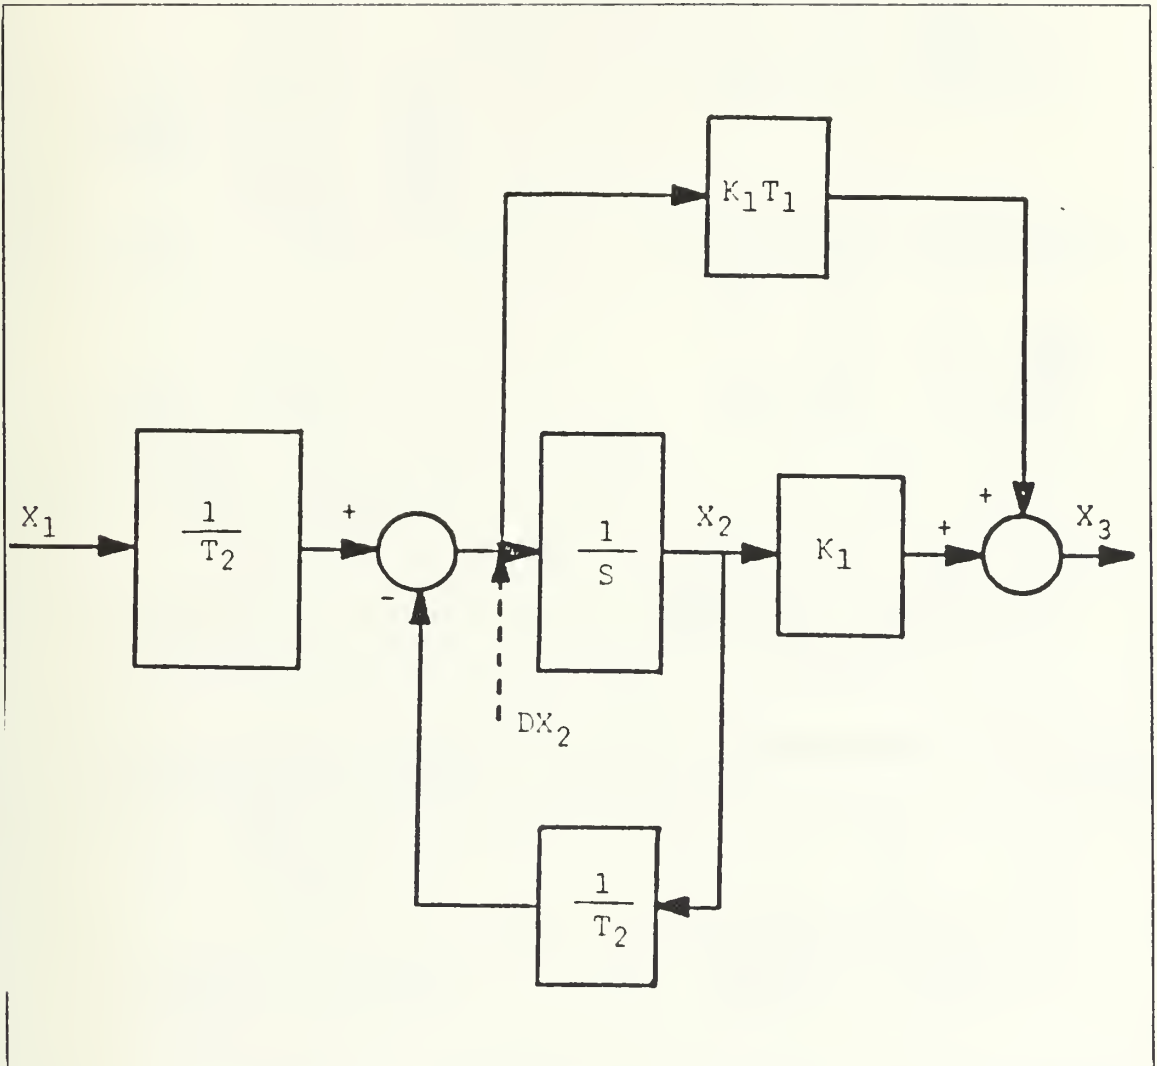 K₁T₁
X₁
1
T₂
+
-
1
S
X₂
K₁
+
+
X₃
DX₂
1
T₂